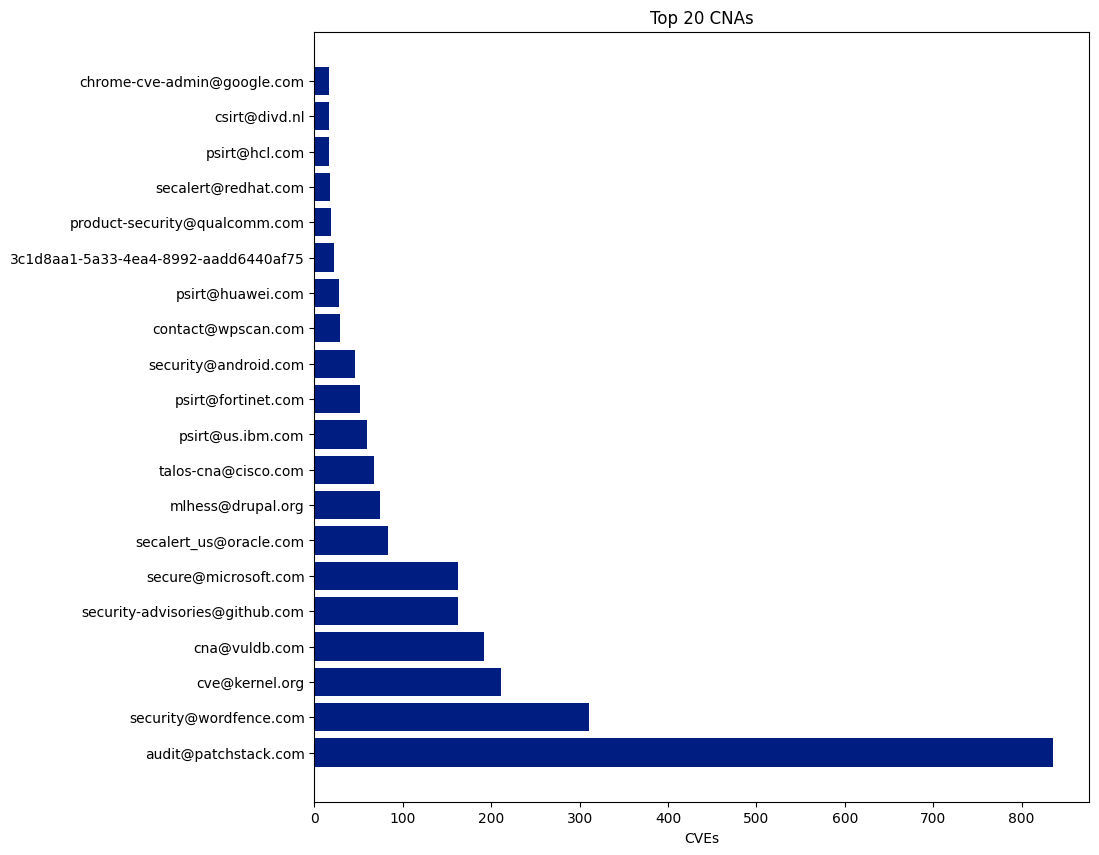 Top 20 CNAs
chrome-cve-admin@google.com
csirt@divd.nl
psirt@hcl.com
secalert@redhat.com
product-security@qualcomm.com
3c1d8aa1-5a33-4ea4-8992-aadd6440af75
psirt@huawei.com
contact@wpscan.com
security@android.com
psirt@fortinet.com
psirt@us.ibm.com
talos-cna@cisco.com
mlhess@drupal.org
secalert_us@oracle.com
secure@microsoft.com
security-advisories@github.com
cna@vuldb.com
cve@kernel.org
security@wordfence.com
audit@patchstack.com
0 100 200 300 400 500 600 700 800
CVEs